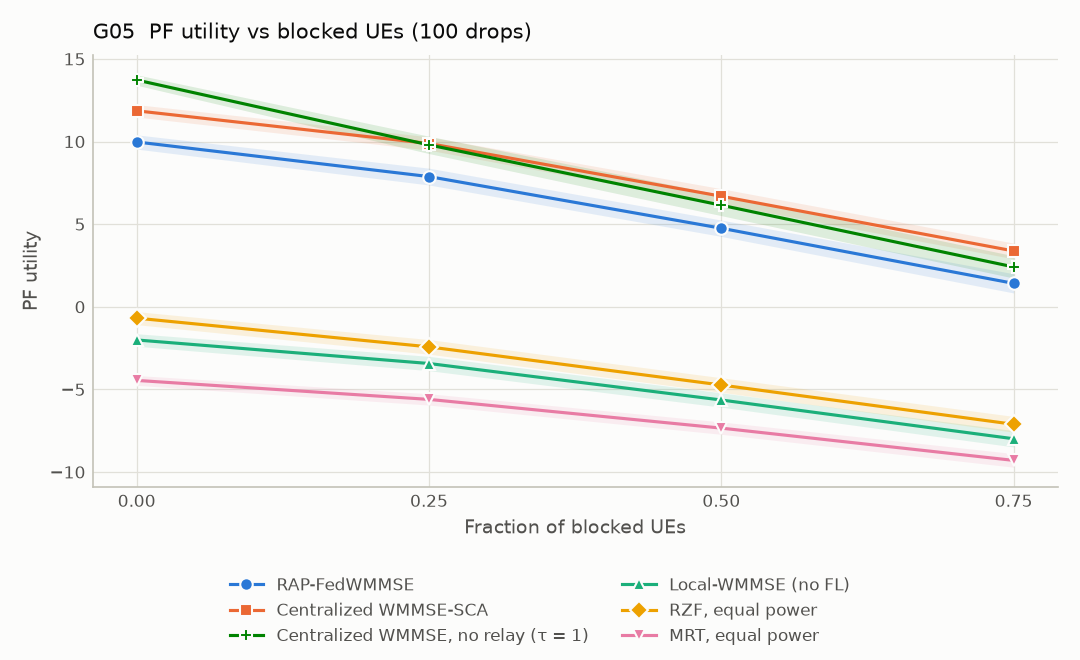 G05  PF utility vs blocked UEs (100 drops)
15
10
5
0
−5
−10
PF utility
0.00 0.25 0.50 0.75
Fraction of blocked UEs
RAP-FedWMMSE
Centralized WMMSE-SCA
Centralized WMMSE, no relay (τ = 1)
Local-WMMSE (no FL)
RZF, equal power
MRT, equal power